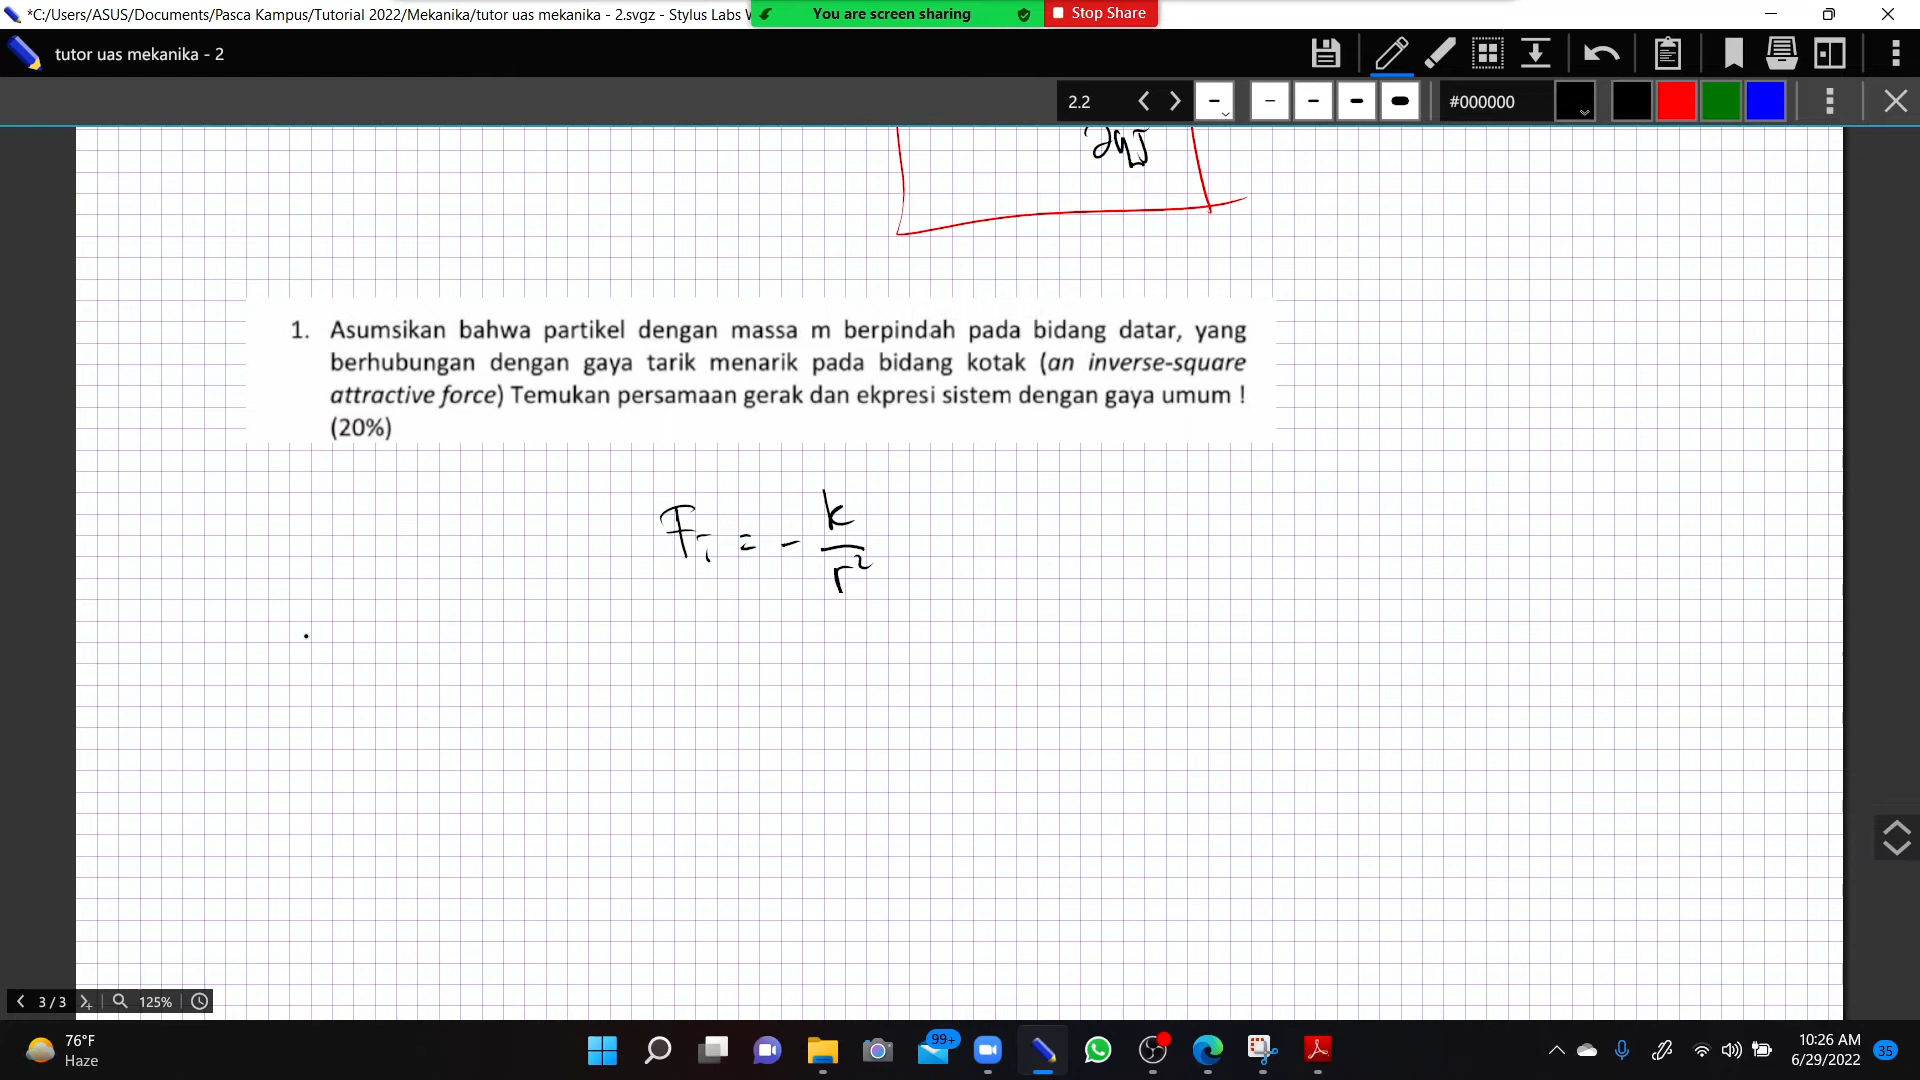 *C:/Users/ASUS/Documents/Pasca Kampus/Tutorial 2022/Mekanika/tutor uas mekanika - 2.svgz - Stylus Labs W
You are screen sharing
Stop Share
tutor uas mekanika - 2
2.2
#000000
1. Asumsikan bahwa partikel dengan massa m berpindah pada bidang datar, yang
berhubungan dengan gaya tarik menarik pada bidang kotak (an inverse-square
attractive force) Temukan persamaan gerak dan ekpresi sistem dengan gaya umum !
(20%)
Fr = - k/r²
3 / 3
125%
76°F
Haze
99+
10:26 AM
6/29/2022
35